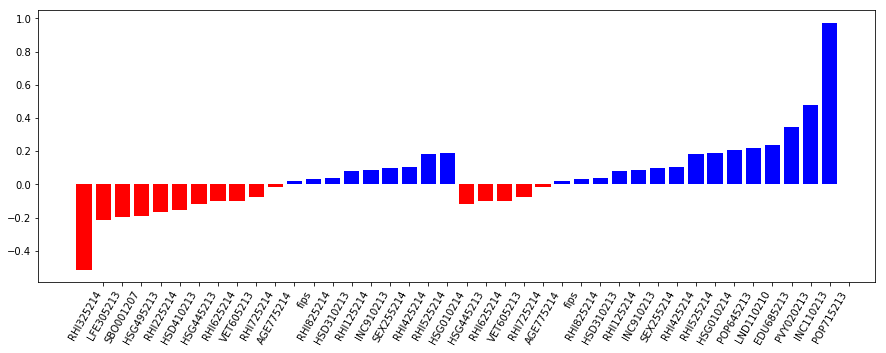 1.0
0.8
0.6
0.4
0.2
0.0
−0.2
−0.4
RHI325214
LFE305213
SBO001207
HSG495213
RHI225214
HSD410213
HSG445213
RHI625214
VET605213
RHI725214
AGE775214
fips
RHI825214
HSD310213
RHI125214
INC910213
SEX255214
RHI425214
RHI525214
HSG010214
HSG445213
RHI625214
VET605213
RHI725214
AGE775214
fips
RHI825214
HSD310213
RHI125214
INC910213
SEX255214
RHI425214
RHI525214
HSG010214
POP645213
LND110210
EDU685213
PVY020213
INC110213
POP715213